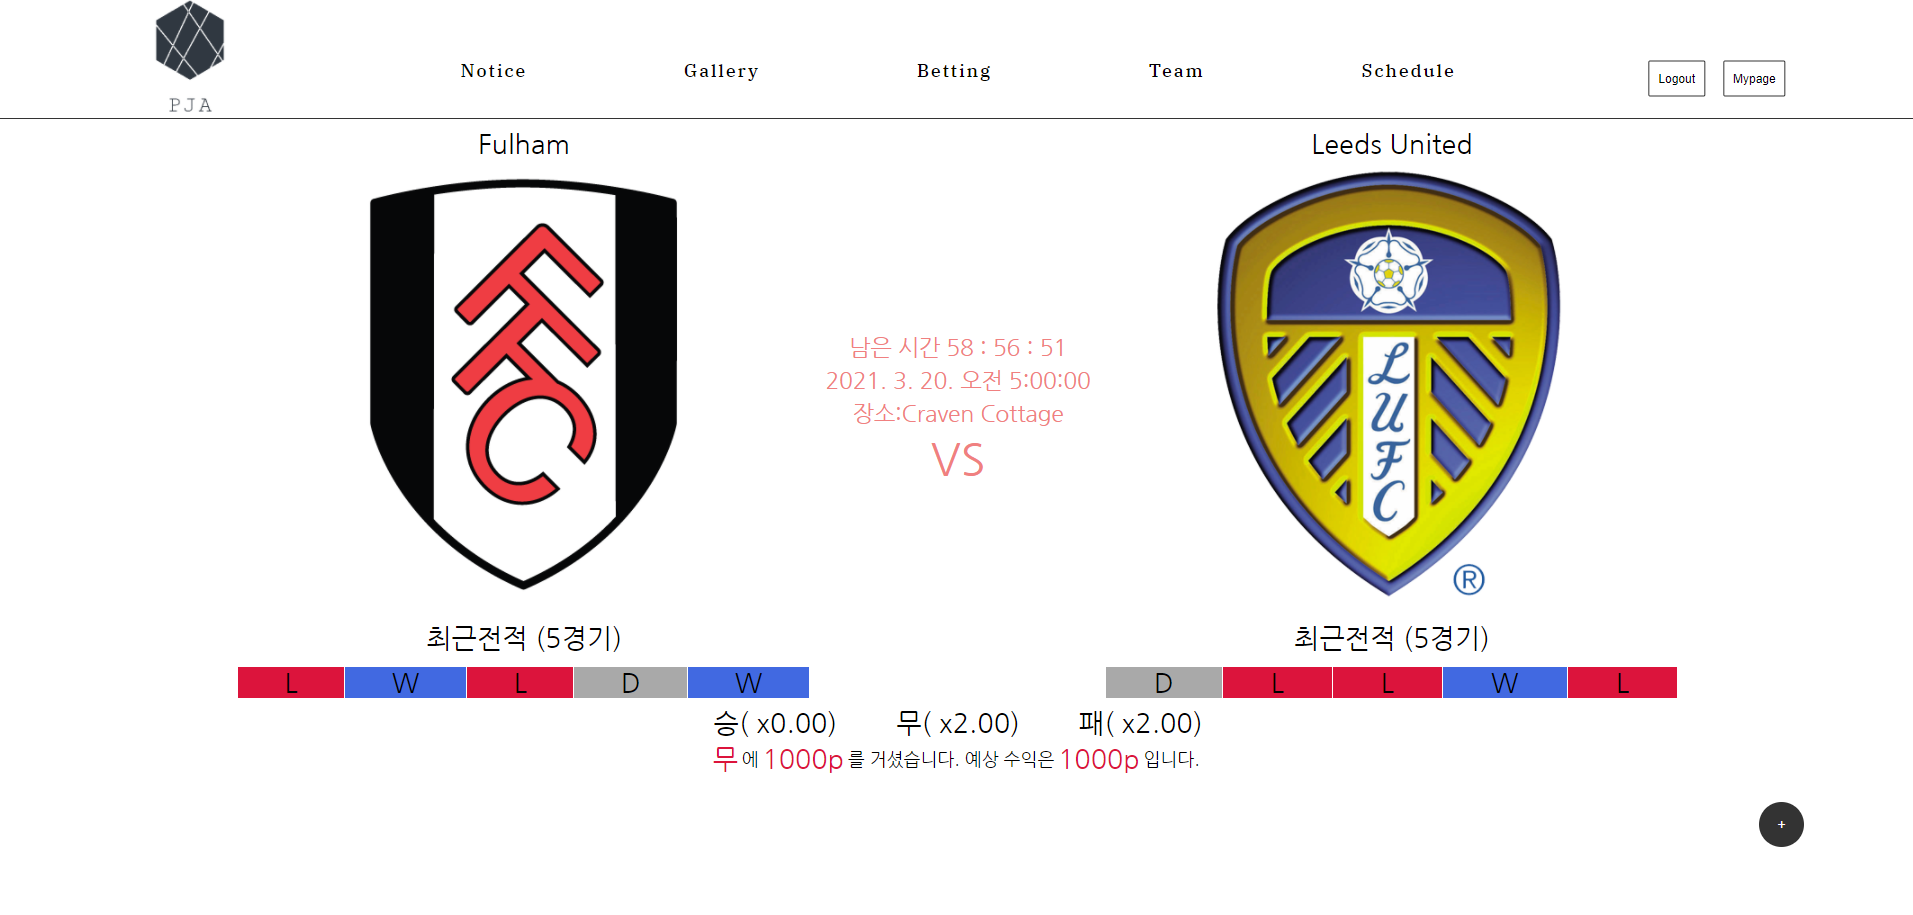 PJA
Notice Gallery Betting Team Schedule Logout Mypage
Fulham
Leeds United
FFC
LUFC
®
남은 시간 58 : 56 : 51
2021. 3. 20. 오전 5:00:00
장소:Craven Cottage
VS
최근전적 (5경기)
L W L D W
최근전적 (5경기)
D L L W L
승( x0.00) 무( x2.00) 패( x2.00)
무 에 1000p 를 거셨습니다. 예상 수익은 1000p 입니다.
+